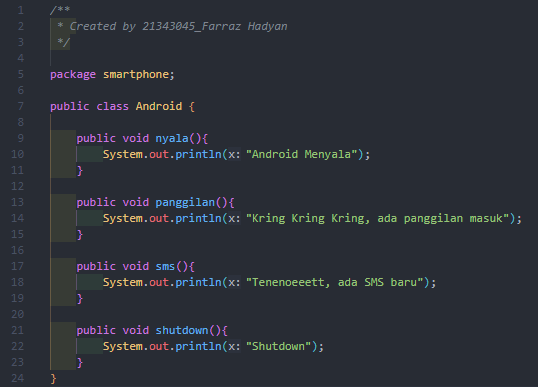 1 /**
2  * Created by 21343045_Farraz Hadyan
3  */
4
5 package smartphone;
6
7 public class Android {
8
9     public void nyala(){
10         System.out.println(x: "Android Menyala");
11     }
12
13     public void panggilan(){
14         System.out.println(x: "Kring Kring Kring, ada panggilan masuk");
15     }
16
17     public void sms(){
18         System.out.println(x: "Tenenoeeett, ada SMS baru");
19     }
20
21     public void shutdown(){
22         System.out.println(x: "Shutdown");
23     }
24 }